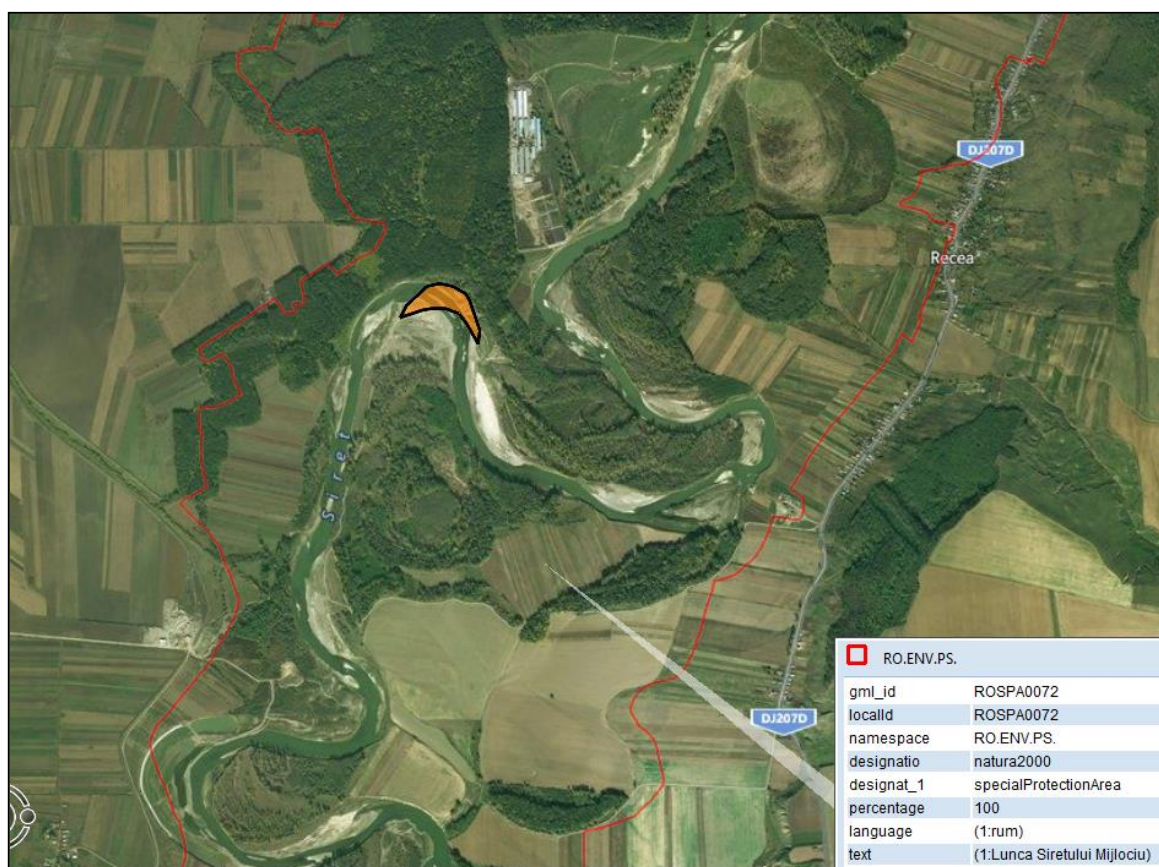 DJ207D
Recea
Siret
DJ207D
RO.ENV.PS.
gml_id ROSPA0072
localId ROSPA0072
namespace RO.ENV.PS.
designatio natura2000
designat_1 specialProtectionArea
percentage 100
language (1:rum)
text (1:Lunca Siretului Mijlociu)